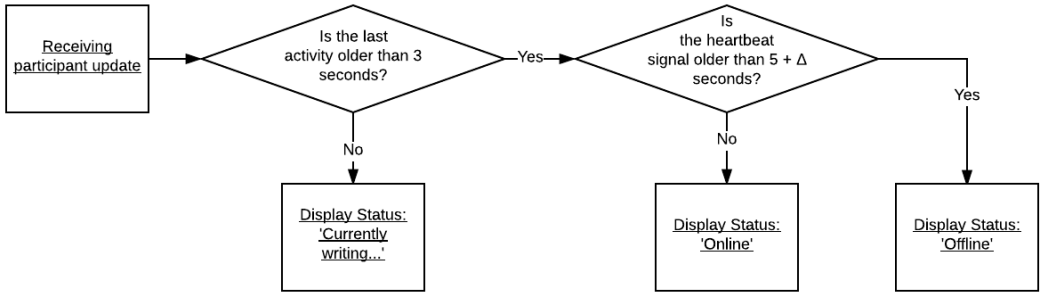 Receiving
participant update
Is the last
activity older than 3
seconds?
Yes
Is
the heartbeat
signal older than 5 + Δ
seconds?
Yes
No
No
Display Status:
'Currently
writing...'
Display Status:
'Online'
Display Status:
'Offline'